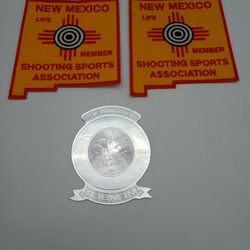 NEW MEXICO
LIFE
MEMBER
SHOOTING SPORTS
ASSOCIATION
NEW MEXICO
LIFE
MEMBER
SHOOTING SPORTS
ASSOCIATION